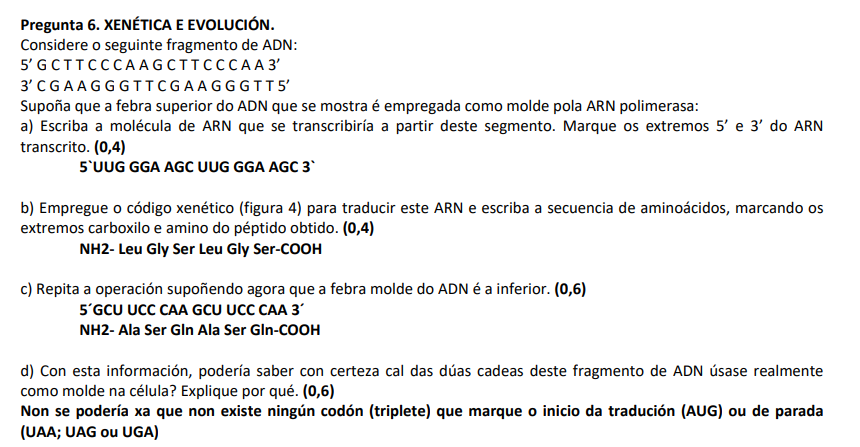 Pregunta 6. XENÉTICA E EVOLUCIÓN.
Considere o seguinte fragmento de ADN:
5’ G C T T C C C A A G C T T C C C A A 3’
3’ C G A A G G G T T C G A A G G G T T 5’
Supoña que a febra superior do ADN que se mostra é empregada como molde pola ARN polimerasa:
a) Escriba a molécula de ARN que se transcribiría a partir deste segmento. Marque os extremos 5’ e 3’ do ARN
transcrito. (0,4)
5`UUG GGA AGC UUG GGA AGC 3`
b) Empregue o código xenético (figura 4) para traducir este ARN e escriba a secuencia de aminoácidos, marcando os
extremos carboxilo e amino do péptido obtido. (0,4)
NH2- Leu Gly Ser Leu Gly Ser-COOH
c) Repita a operación supoñendo agora que a febra molde do ADN é a inferior. (0,6)
5´GCU UCC CAA GCU UCC CAA 3´
NH2- Ala Ser Gln Ala Ser Gln-COOH
d) Con esta información, podería saber con certeza cal das dúas cadeas deste fragmento de ADN úsase realmente
como molde na célula? Explique por qué. (0,6)
Non se podería xa que non existe ningún codón (triplete) que marque o inicio da tradución (AUG) ou de parada
(UAA; UAG ou UGA)